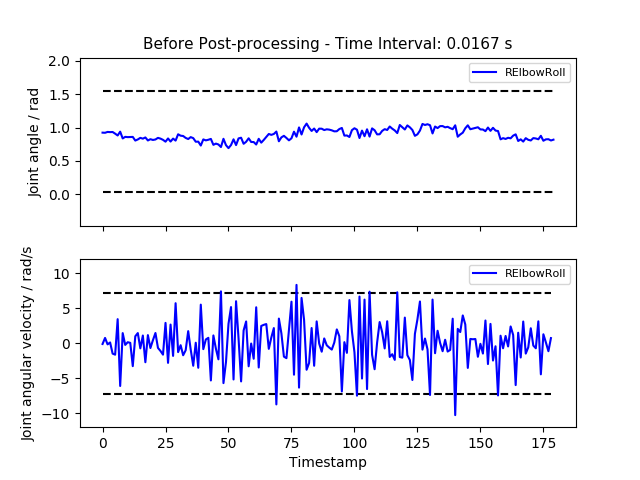 Before Post-processing - Time Interval: 0.0167 s
Joint angle / rad
2.0
1.5
1.0
0.5
0.0
RElbowRoll
Joint angular velocity / rad/s
10
5
0
−5
−10
RElbowRoll
0 25 50 75 100 125 150 175
Timestamp